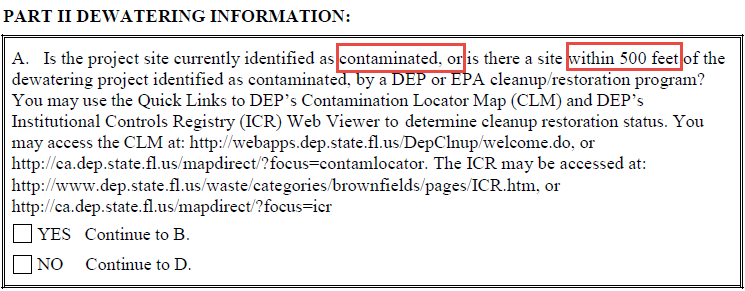 PART II DEWATERING INFORMATION:
A. Is the project site currently identified as contaminated, or is there a site within 500 feet of the
dewatering project identified as contaminated, by a DEP or EPA cleanup/restoration program?
You may use the Quick Links to DEP's Contamination Locator Map (CLM) and DEP's
Institutional Controls Registry (ICR) Web Viewer to determine cleanup restoration status. You
may access the CLM at: http://webapps.dep.state.fl.us/DepClnup/welcome.do, or
http://ca.dep.state.fl.us/mapdirect/?focus=contamlocator. The ICR may be accessed at:
http://www.dep.state.fl.us/waste/categories/brownfields/pages/ICR.htm, or
http://ca.dep.state.fl.us/mapdirect/?focus=icr
YES Continue to B.
NO Continue to D.